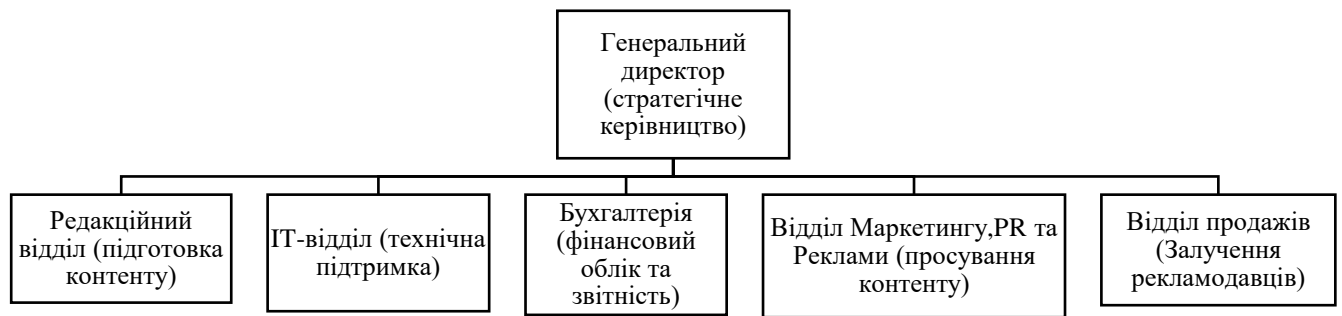 Генеральний
директор
(стратегічне
керівництво)
Редакційний
відділ (підготовка
контенту)
ІТ-відділ (технічна
підтримка)
Бухгалтерія
(фінансовий
облік та
звітність)
Відділ Маркетингу,PR та
Реклами (просування
контенту)
Відділ продажів
(Залучення
рекламодавців)